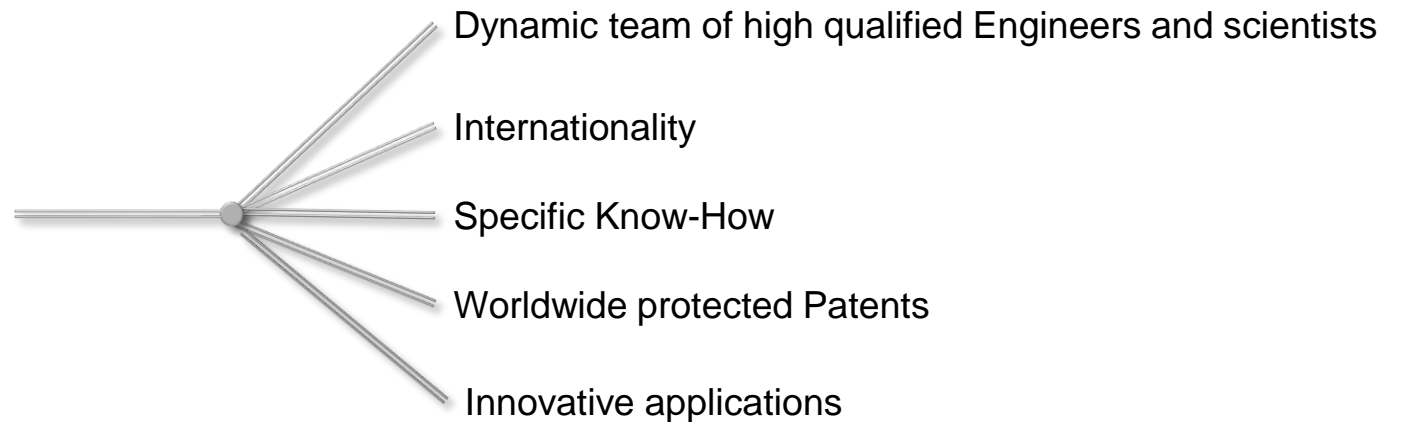 Dynamic team of high qualified Engineers and scientists
Internationality
Specific Know-How
Worldwide protected Patents
Innovative applications